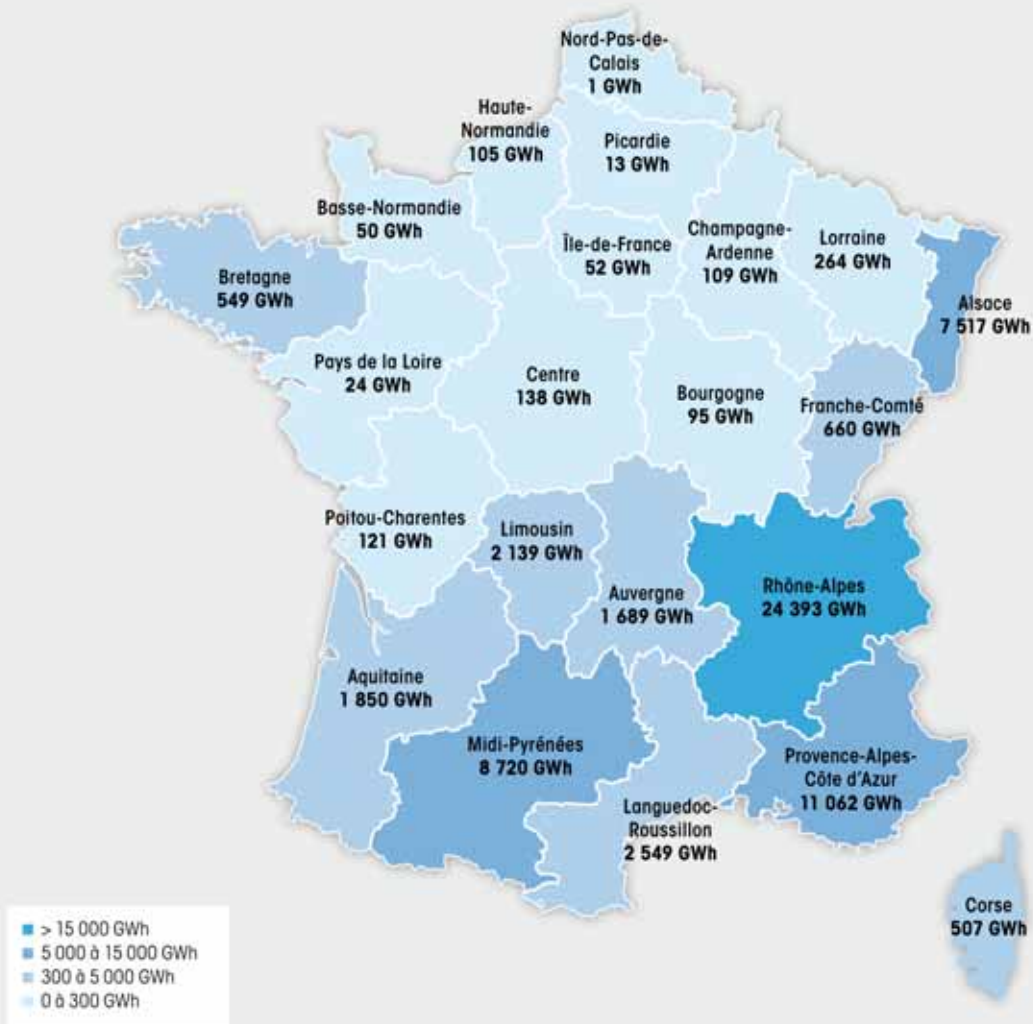 Nord-Pas-de-
Calais
1 GWh
Haute-
Normandie
105 GWh
Picardie
13 GWh
Basse-Normandie
50 GWh
Île-de-France
52 GWh
Champagne-
Ardenne
109 GWh
Lorraine
264 GWh
Alsace
7 517 GWh
Bretagne
549 GWh
Pays de la Loire
24 GWh
Centre
138 GWh
Bourgogne
95 GWh
Franche-Comté
660 GWh
Poitou-Charentes
121 GWh
Limousin
2 139 GWh
Auvergne
1 689 GWh
Rhône-Alpes
24 393 GWh
Aquitaine
1 850 GWh
Midi-Pyrénées
8 720 GWh
Languedoc-
Roussillon
2 549 GWh
Provence-Alpes-
Côte d'Azur
11 062 GWh
Corse
507 GWh
> 15 000 GWh
5 000 à 15 000 GWh
300 à 5 000 GWh
0 à 300 GWh